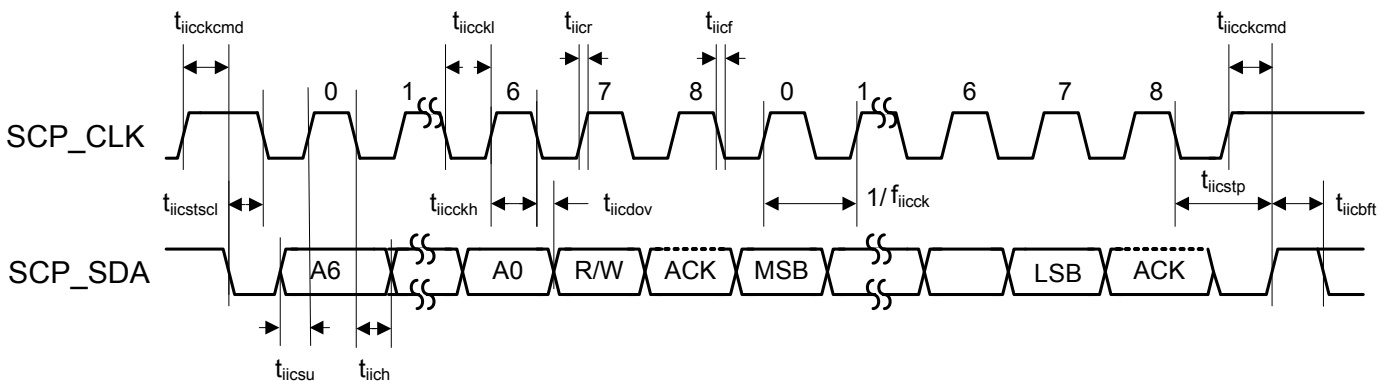 t_iicckcmd t_iicckl t_iicr t_iicf t_iicckcmd
0 1 6 7 8 0 1 6 7 8
SCP_CLK
t_iicstscl t_iicckh t_iicdov 1/f_iicck t_iicstp t_iicbft
SCP_SDA A6 A0 R/W ACK MSB LSB ACK
t_iicsu t_iich